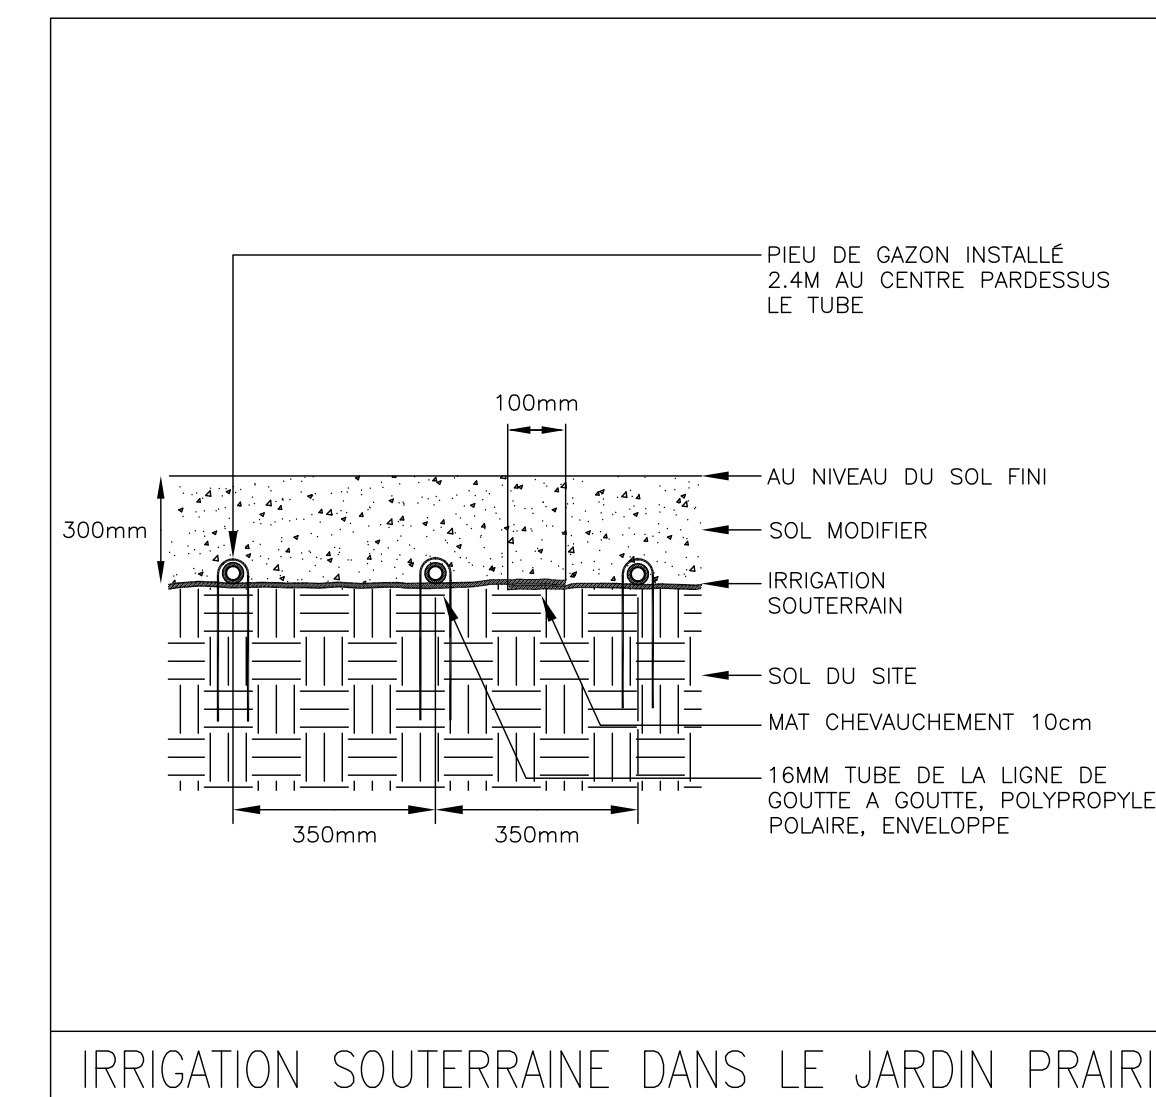 PIEU DE GAZON INSTALLÉ
2.4M AU CENTRE PARDESSUS
LE TUBE
100mm
AU NIVEAU DU SOL FINI
300mm
SOL MODIFIER
IRRIGATION
SOUTERRAIN
SOL DU SITE
MAT CHEVAUCHEMENT 10cm
16MM TUBE DE LA LIGNE DE
GOUTTE A GOUTTE, POLYPROPYLE
POLAIRE, ENVELOPPE
350mm 350mm
IRRIGATION SOUTERRAINE DANS LE JARDIN PRAIRI